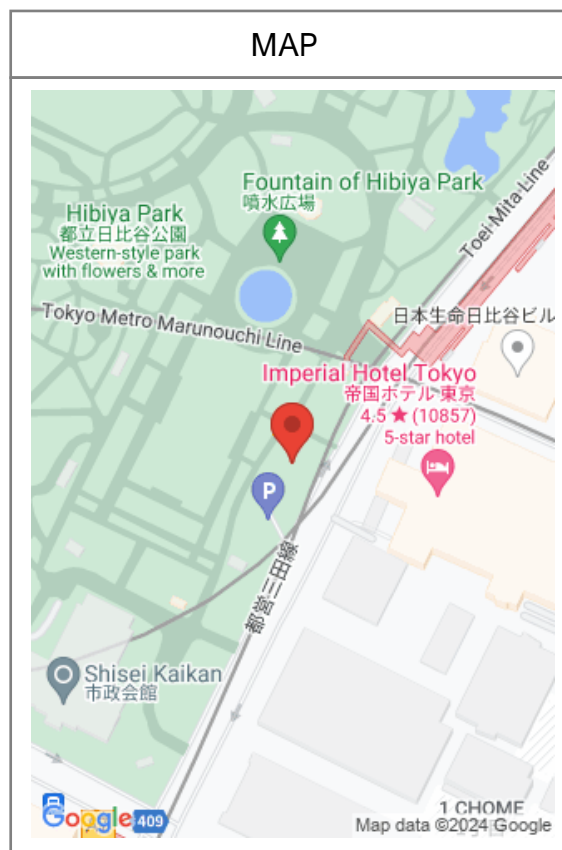 MAP
Fountain of Hibiya Park
噴水広場
Hibiya Park
都立日比谷公園
Western-style park
with flowers & more
Toei Mita Line
Tokyo Metro Marunouchi Line
日本生命日比谷ビル
Imperial Hotel Tokyo
帝国ホテル 東京
4.5 ★ (10857)
5-star hotel
P
都営三田線
Shisei Kaikan
市政会館
Google
409
1 CHOME
Map data ©2024 Google